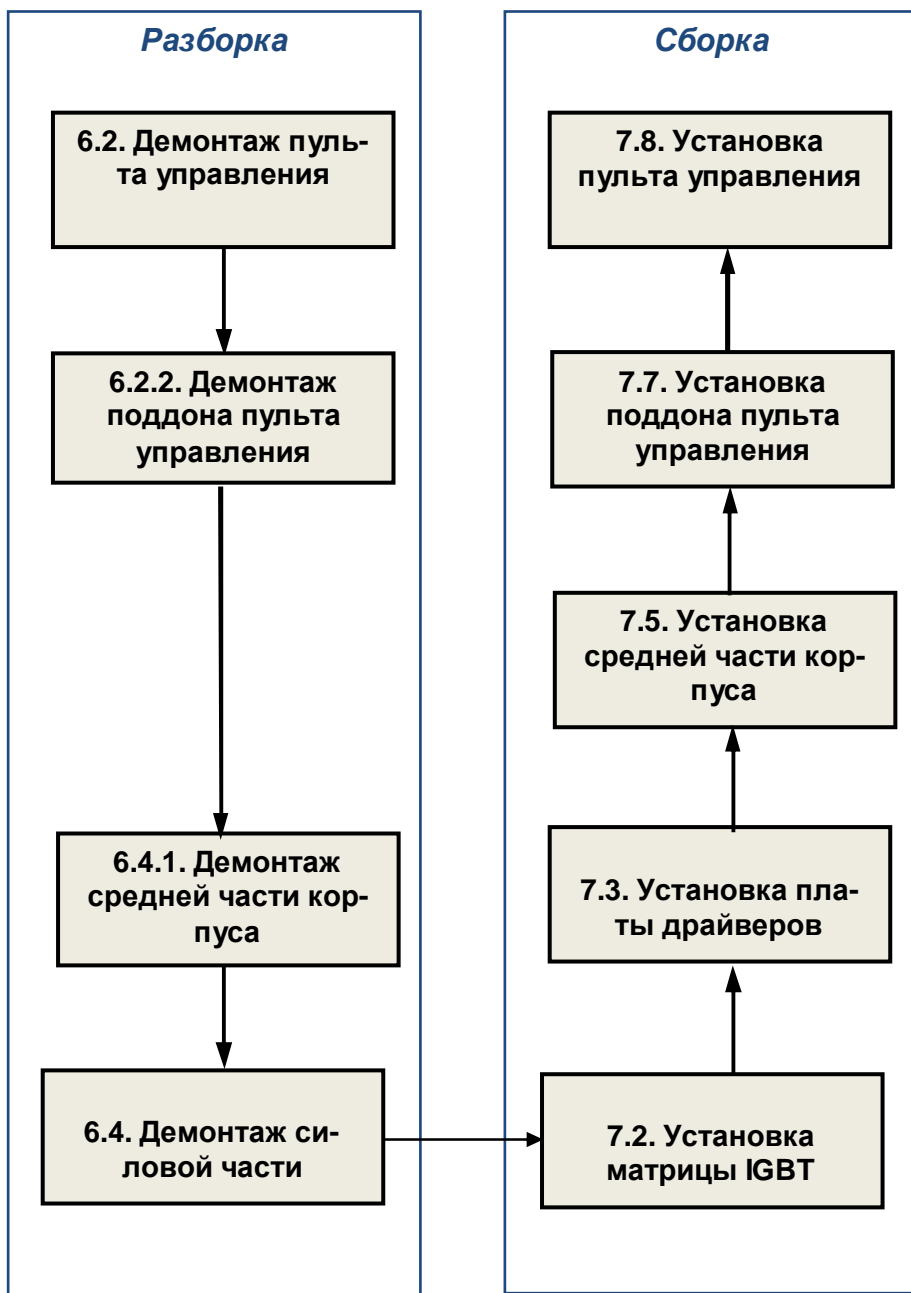 Разборка
6.2. Демонтаж пуль-
та управления
6.2.2. Демонтаж
поддона пульта
управления
6.4.1. Демонтаж
средней части кор-
пуса
6.4. Демонтаж си-
ловой части
Сборка
7.8. Установка
пульта управления
7.7. Установка
поддона пульта
управления
7.5. Установка
средней части кор-
пуса
7.3. Установка пла-
ты драйверов
7.2. Установка
матрицы IGBT